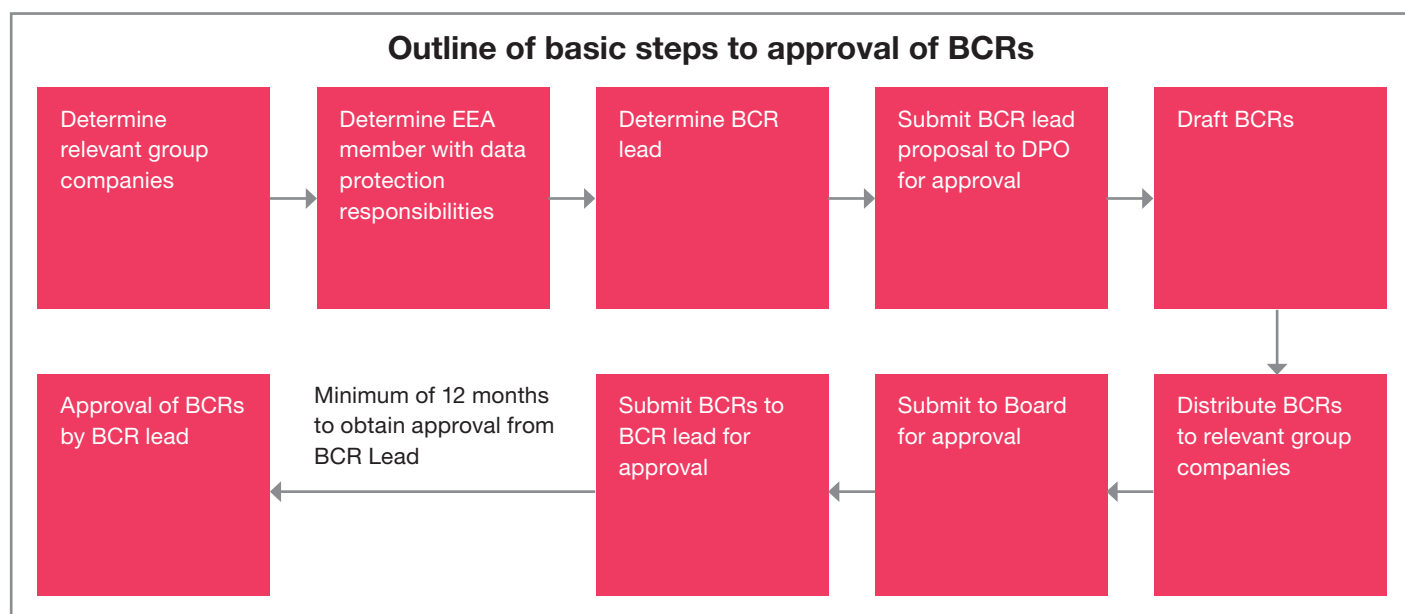 Outline of basic steps to approval of BCRs
Determine
relevant group
companies
Determine EEA
member with data
protection
responsibilities
Determine BCR
lead
Submit BCR lead
proposal to DPO
for approval
Draft BCRs
Distribute BCRs
to relevant group
companies
Submit to Board
for approval
Submit BCRs to
BCR lead for
approval
Minimum of 12 months
to obtain approval from
BCR Lead
Approval of BCRs
by BCR lead